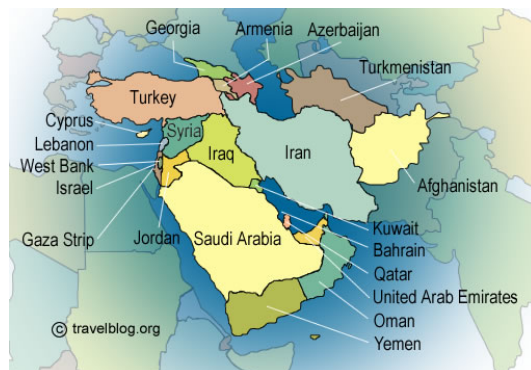 Georgia
Armenia
Azerbaijan
Turkmenistan
Turkey
Cyprus
Syria
Lebanon
West Bank
Iraq
Iran
Israel
Afghanistan
Gaza Strip
Jordan
Saudi Arabia
Kuwait
Bahrain
Qatar
United Arab Emirates
Oman
Yemen
© travelblog.org